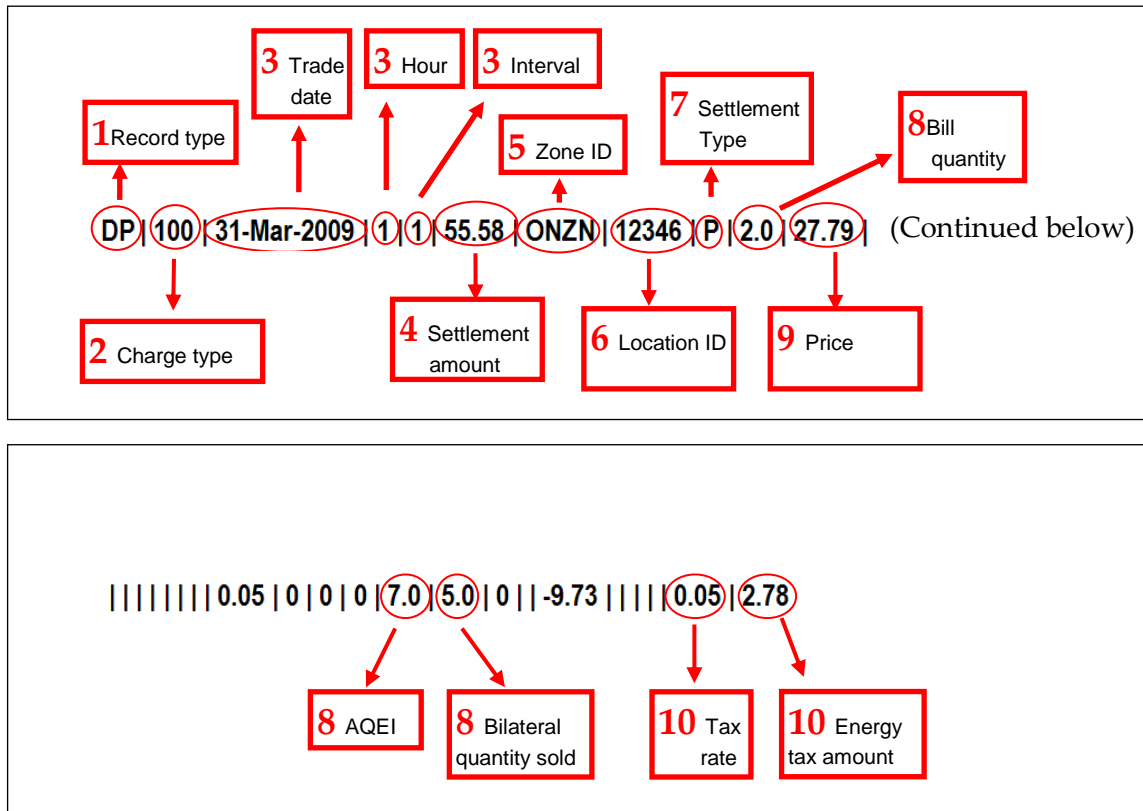 3 Trade
date
3 Hour
3 Interval
1 Record type
5 Zone ID
7 Settlement
Type
8 Bill
quantity
DP|100|31-Mar-2009|1|1|55.58|ONZN|12346|P|2.0|27.79| (Continued below)
2 Charge type
4 Settlement
amount
6 Location ID
9 Price
||||||||0.05|0|0|0|7.0|5.0|0||-9.73|||||0.05|2.78
8 AQEI
8 Bilateral
quantity sold
10 Tax
rate
10 Energy
tax amount